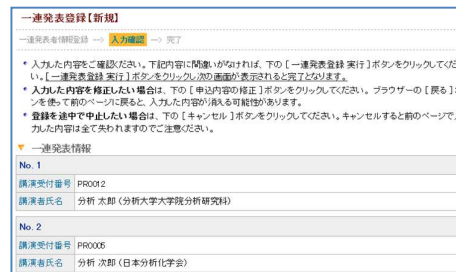 一連発表登録【新規】
一連発表者情報登録 ---> 入力確認 ---> 完了
* 入力した内容をご確認ください。下記内容に間違いがなければ、下の [ 一連発表登録 実行 ]ボタンをクリックしてくだ
い。[ 一連発表登録 実行 ]ボタンをクリックし次の画面が表示されると完了となります。
* 入力した内容を修正したい場合は、下の [ 申込内容の修正 ]ボタンをクリックしてください。ブラウザーの [ 戻る ]
ンを使って前のページに戻ると、入力した内容が消える可能性があります。
* 登録を途中で中止したい場合は、下の [ キャンセル ]ボタンをクリックしてください。キャンセルすると前のページで入
力した内容は全て失われますのでご注意ください。
▼ 一連発表情報
No. 1
講演受付番号 PR0012
講演者氏名 分析 太郎 (分析大学大学院分析研究科)
No. 2
講演受付番号 PR0005
講演者氏名 分析 次郎 (日本分析化学会)